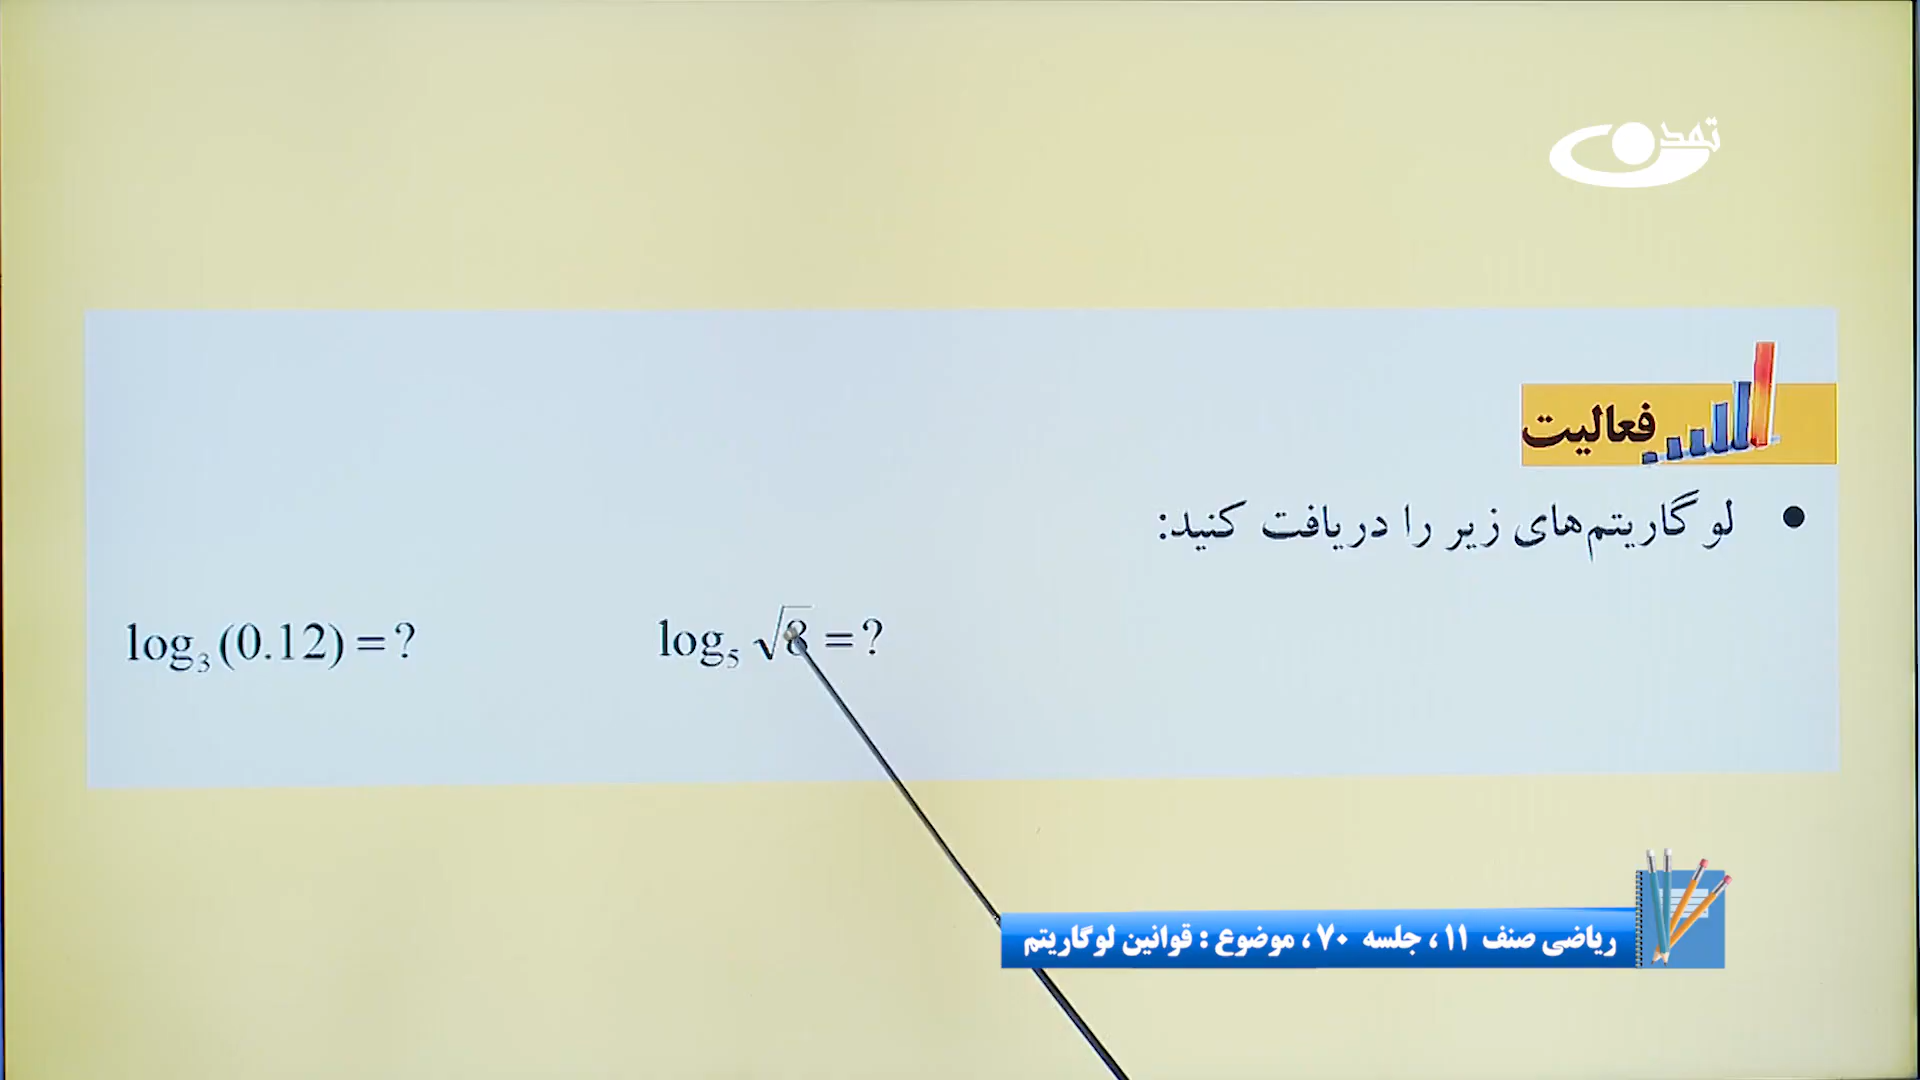 تمدن
فعالیت
• لوگاریتم‌های زیر را دریافت کنید:
log₃(0.12)=? log₅√8=?
ریاضی صنف ۱۱، جلسه ۷۰، موضوع : قوانین لوگاریتم